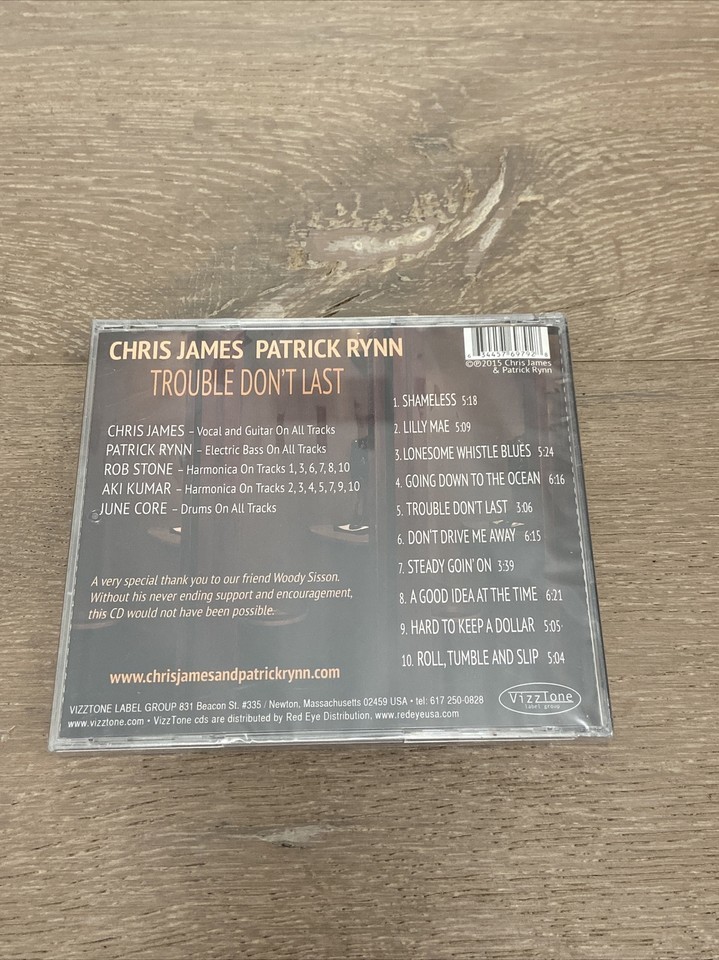 CHRIS JAMES PATRICK RYNN
TROUBLE DON'T LAST
CHRIS JAMES – Vocal and Guitar On All Tracks
PATRICK RYNN – Electric Bass On All Tracks
ROB STONE – Harmonica On Tracks 1, 3, 6, 7, 8, 10
AKI KUMAR – Harmonica On Tracks 2, 3, 4, 5, 7, 9, 10
JUNE CORE – Drums On All Tracks
A very special thank you to our friend Woody Sisson.
Without his never ending support and encouragement,
this CD would not have been possible.
www.chrisjamesandpatrickrynn.com
©℗2015 Chris James
& Patrick Rynn
1. SHAMELESS 5:18
2. LILLY MAE 5:09
3. LONESOME WHISTLE BLUES 5:24
4. GOING DOWN TO THE OCEAN 6:16
5. TROUBLE DON'T LAST 3:06
6. DON'T DRIVE ME AWAY 6:15
7. STEADY GOIN' ON 3:39
8. A GOOD IDEA AT THE TIME 6:21
9. HARD TO KEEP A DOLLAR 5:05
10. ROLL, TUMBLE AND SLIP 5:04
VIZZTONE LABEL GROUP 831 Beacon St. #335 / Newton, Massachusetts 02459 USA • tel: 617 250-0828
www.vizztone.com • VizzTone cds are distributed by Red Eye Distribution, www.redeyeusa.com
VizzTone
label group